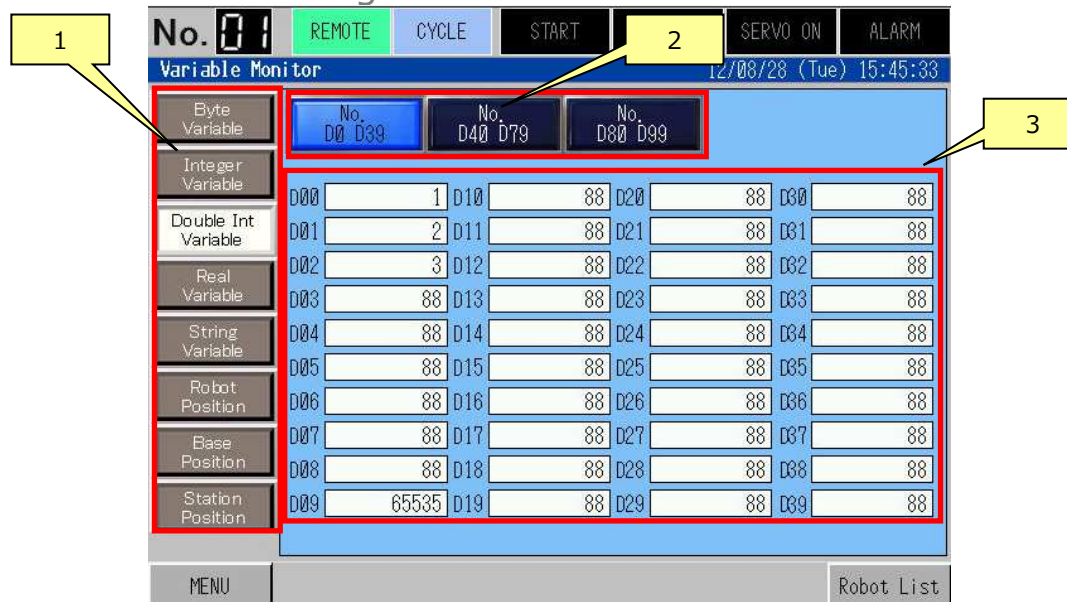 1
2
3
No. 01
REMOTE
CYCLE
START
SERVO ON
ALARM
Variable Monitor
12/08/28 (Tue) 15:45:33
Byte
Variable
Integer
Variable
Double Int
Variable
Real
Variable
String
Variable
Robot
Position
Base
Position
Station
Position
No.
D0 D39
No.
D40 D79
No.
D80 D99
D00 1 D10 88 D20 88 D30 88
D01 2 D11 88 D21 88 D31 88
D02 3 D12 88 D22 88 D32 88
D03 88 D13 88 D23 88 D33 88
D04 88 D14 88 D24 88 D34 88
D05 88 D15 88 D25 88 D35 88
D06 88 D16 88 D26 88 D36 88
D07 88 D17 88 D27 88 D37 88
D08 88 D18 88 D28 88 D38 88
D09 65535 D19 88 D29 88 D39 88
MENU
Robot List